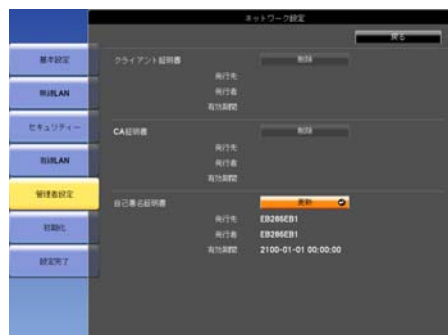 ネットワーク設定
戻る
基本設定
無線LAN
セキュリティー
有線LAN
管理者設定
初期化
設定完了
クライアント証明書
削除
発行先
発行者
有効期間
CA証明書
削除
発行先
発行者
有効期間
自己署名証明書
更新
発行先 EB286EB1
発行者 EB286EB1
有効期間 2100-01-01 00:00:00